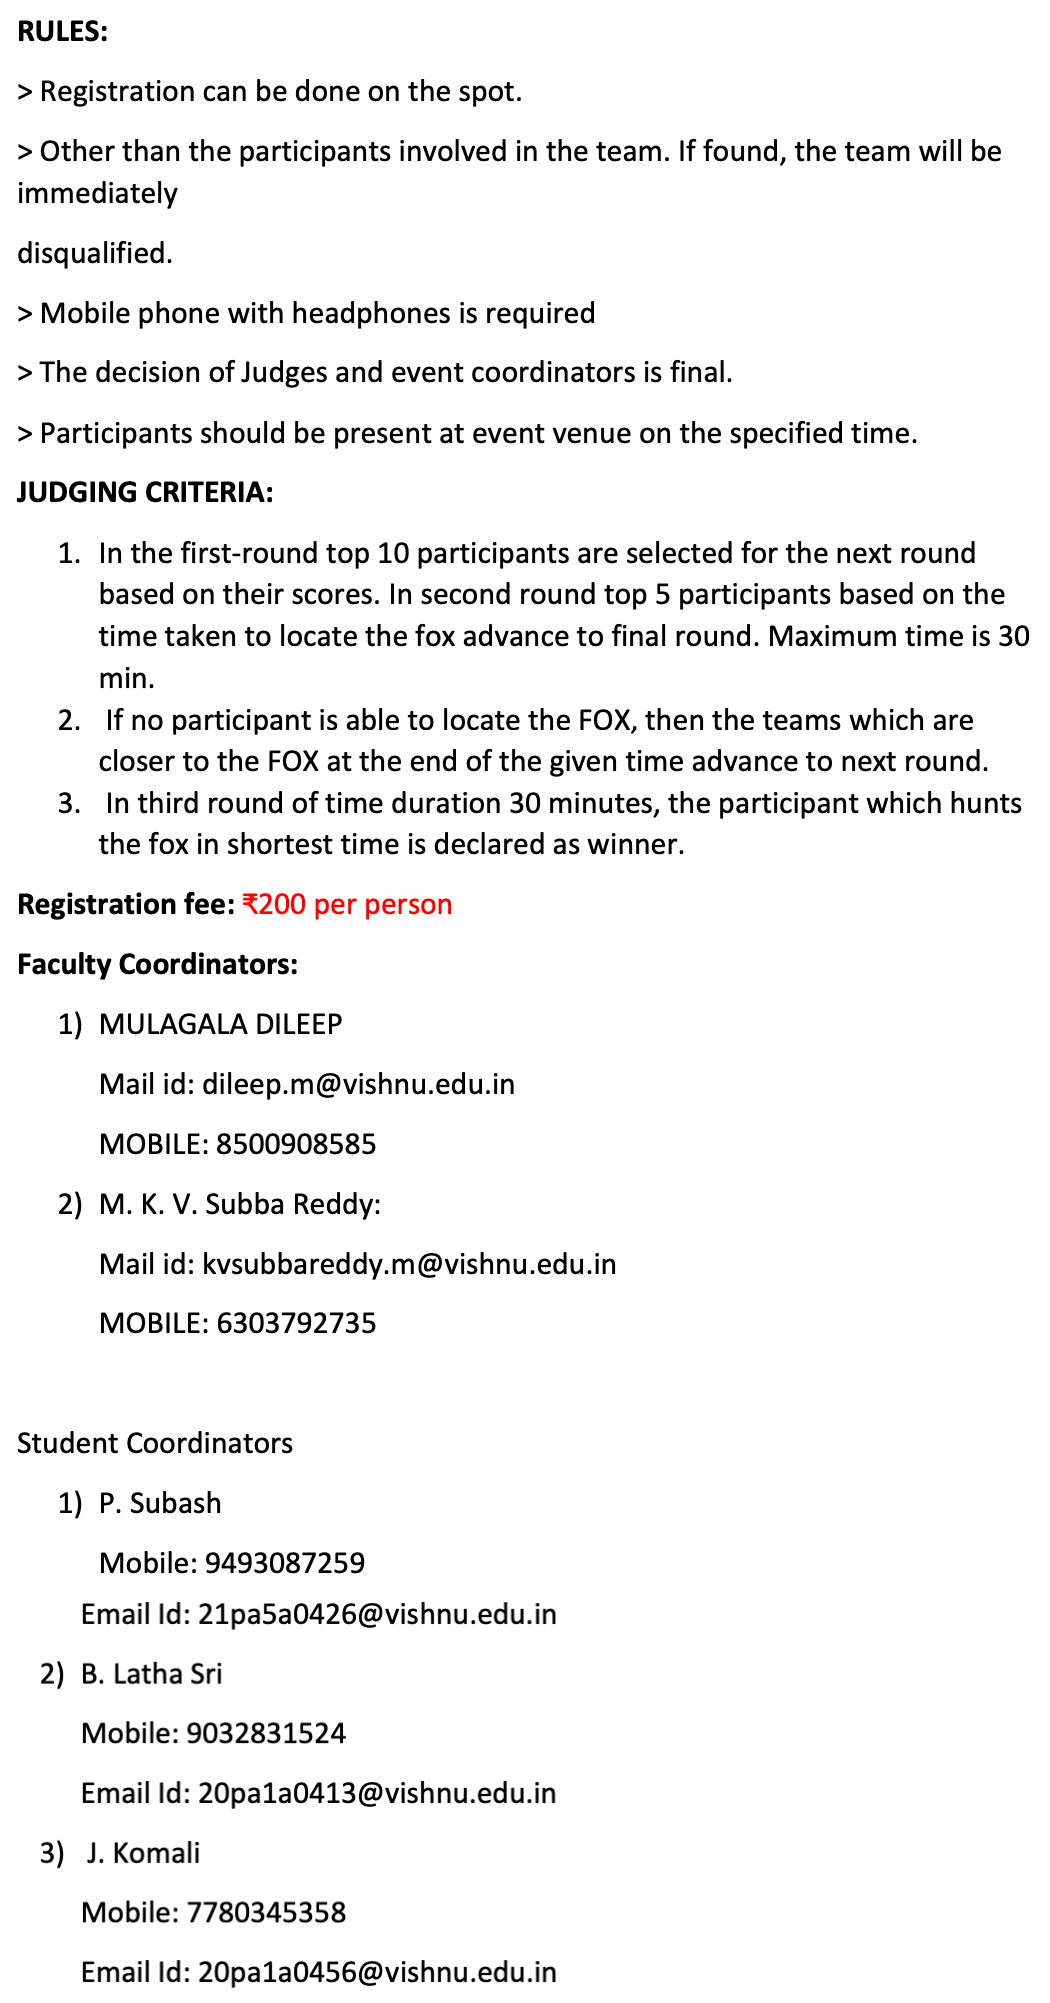 RULES:
> Registration can be done on the spot.
> Other than the participants involved in the team. If found, the team will be
immediately
disqualified.
> Mobile phone with headphones is required
> The decision of Judges and event coordinators is final.
> Participants should be present at event venue on the specified time.
JUDGING CRITERIA:
1. In the first-round top 10 participants are selected for the next round
based on their scores. In second round top 5 participants based on the
time taken to locate the fox advance to final round. Maximum time is 30
min.
2. If no participant is able to locate the FOX, then the teams which are
closer to the FOX at the end of the given time advance to next round.
3. In third round of time duration 30 minutes, the participant which hunts
the fox in shortest time is declared as winner.
Registration fee: ₹200 per person
Faculty Coordinators:
1) MULAGALA DILEEP
Mail id: dileep.m@vishnu.edu.in
MOBILE: 8500908585
2) M. K. V. Subba Reddy:
Mail id: kvsubbareddy.m@vishnu.edu.in
MOBILE: 6303792735
Student Coordinators
1) P. Subash
Mobile: 9493087259
Email Id: 21pa5a0426@vishnu.edu.in
2) B. Latha Sri
Mobile: 9032831524
Email Id: 20pa1a0413@vishnu.edu.in
3) J. Komali
Mobile: 7780345358
Email Id: 20pa1a0456@vishnu.edu.in